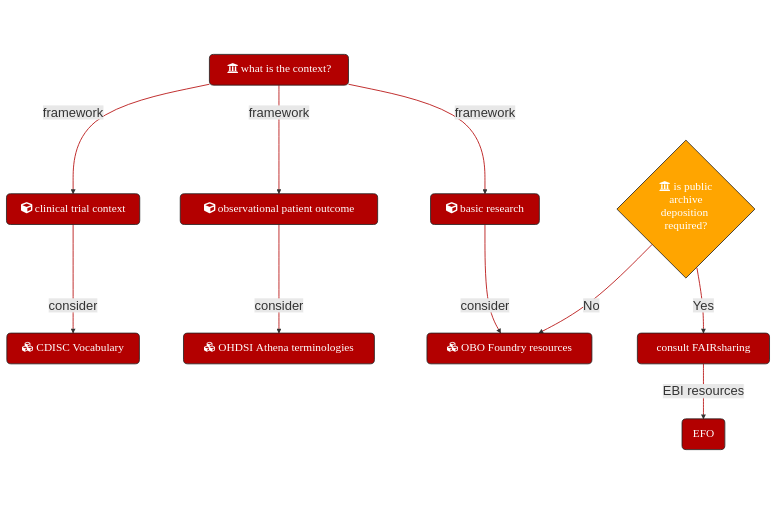 what is the context?
framework
framework
framework
is public
archive
deposition
required?
clinical trial context
observational patient outcome
basic research
consider
consider
consider
No
Yes
CDISC Vocabulary
OHDSI Athena terminologies
OBO Foundry resources
consult FAIRsharing
EBI resources
EFO